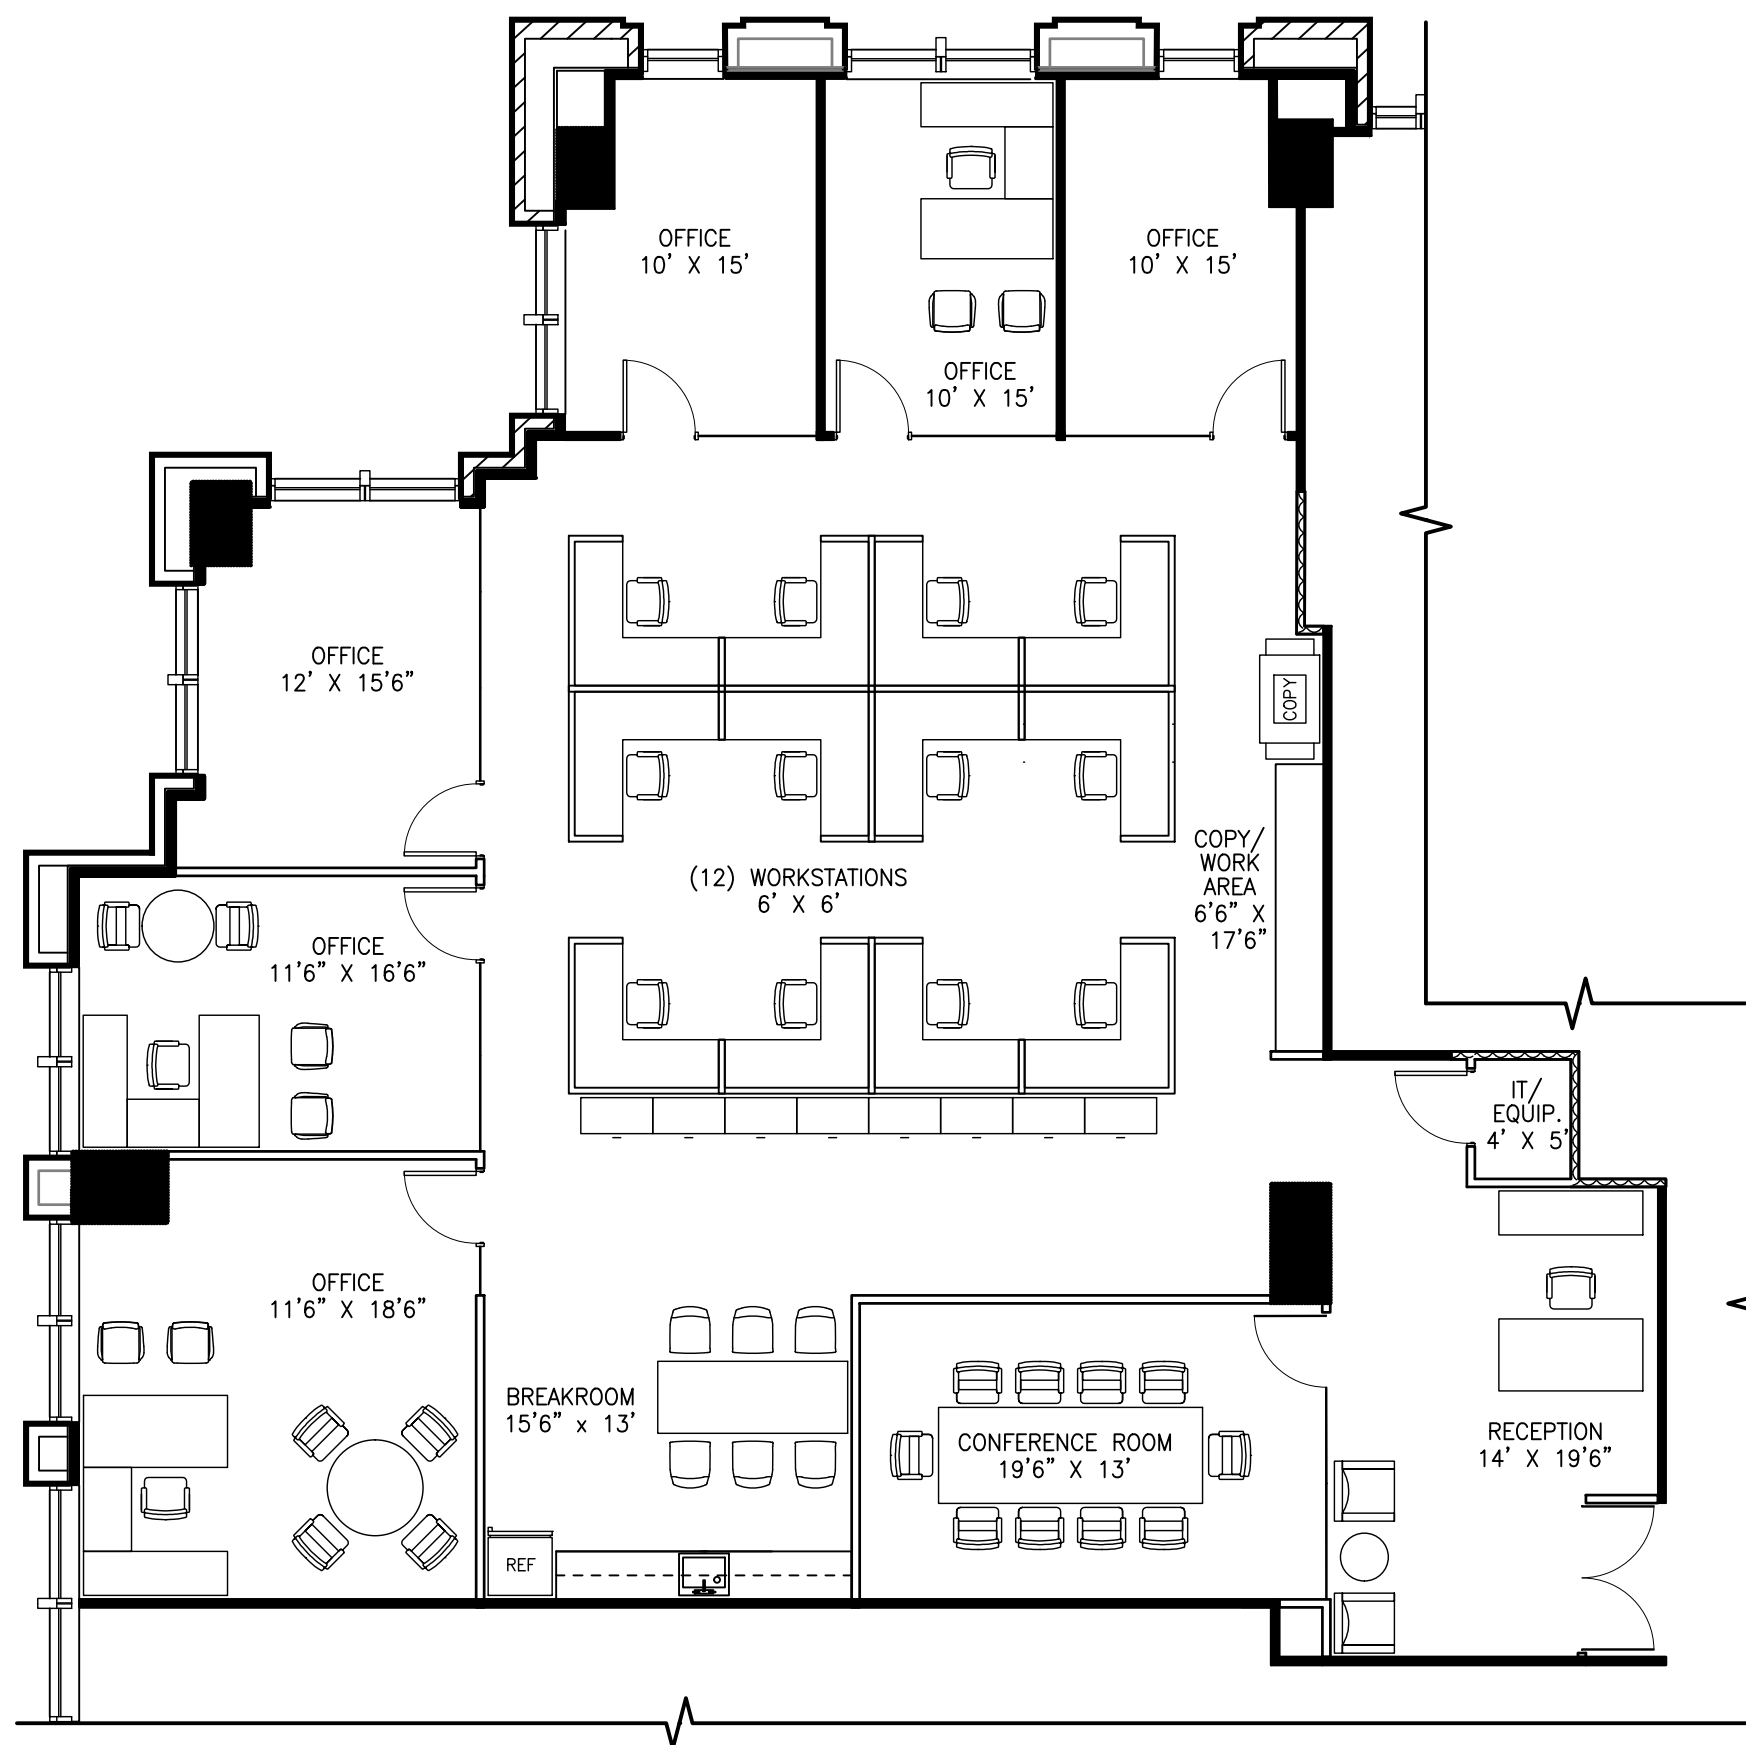 OFFICE
10' X 15'
OFFICE
10' X 15'
OFFICE
10' X 15'
OFFICE
12' X 15'6"
COPY
COPY/
WORK
AREA
6'6" X
17'6"
(12) WORKSTATIONS
6' X 6'
OFFICE
11'6" X 16'6"
IT/
EQUIP.
4' X 5'
OFFICE
11'6" X 18'6"
BREAKROOM
15'6" x 13'
CONFERENCE ROOM
19'6" X 13'
RECEPTION
14' X 19'6"
REF